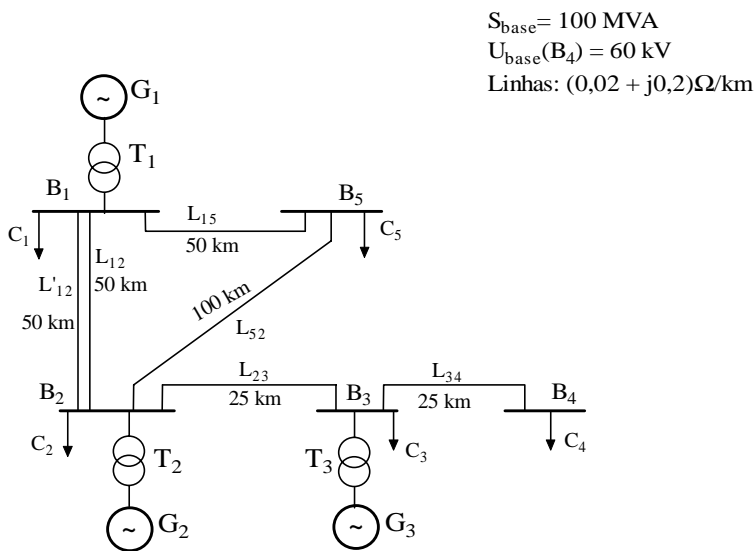 S_base= 100 MVA
U_base(B₄) = 60 kV
Linhas: (0,02 + j0,2)Ω/km
~ G₁
T₁
B₁
B₅
L₁₅
C₁
C₅
50 km
L₁₂
L'₁₂
50 km
100 km
50 km
L₅₂
L₂₃
L₃₄
B₂
B₃
B₄
25 km
25 km
C₂
C₃
C₄
T₂
T₃
~ G₂
~ G₃